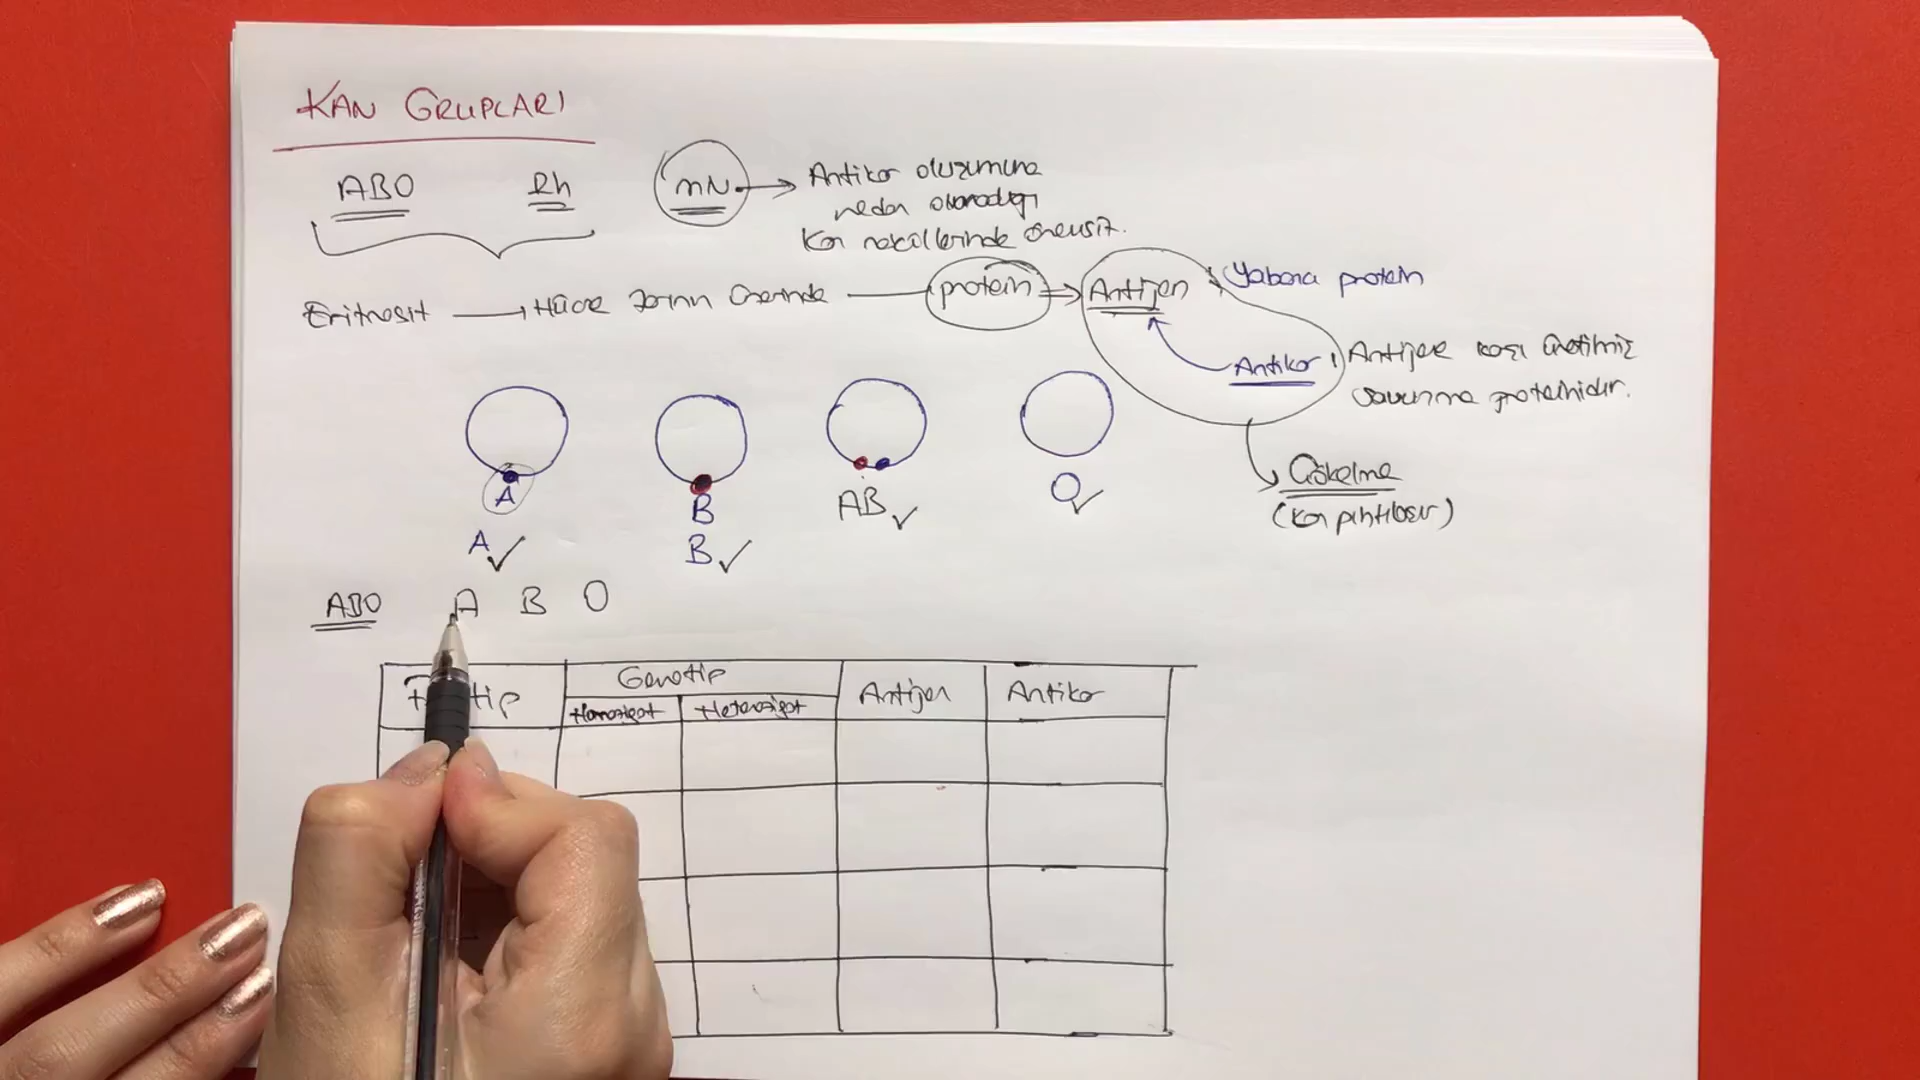 KAN GRUPLARI
ABO Rh MN → Antikor oluşumuna
neden olmadığı
Kan nakillerinde önemsiz.
Eritrosit → Hücre zarının üzerinde — protein ⇒ Antijen : Yabancı protein
Antikor : Antijene karşı üretilmiş
savunma proteinidir.
Çökelme
(Kan pıhtılaşır)
A B AB ✓ O ✓
A ✓ B ✓
ABO A B O
Genotip
Homozigot Heterozigot Antijen Antikor